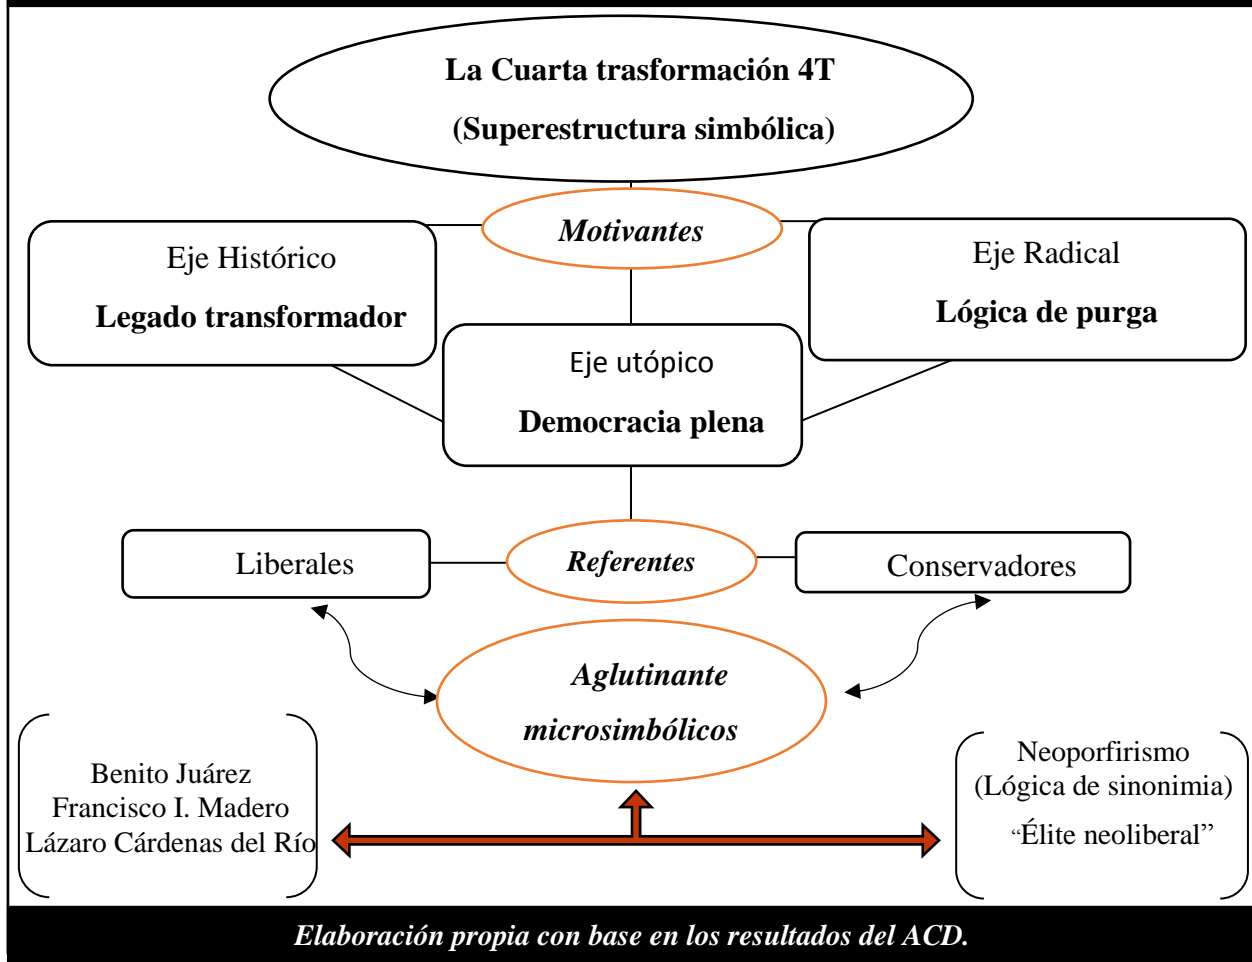 La Cuarta trasformación 4T
(Superestructura simbólica)
Motivantes
Eje Histórico
Legado transformador
Eje Radical
Lógica de purga
Eje utópico
Democracia plena
Liberales
Referentes
Conservadores
Aglutinante
microsimbólicos
Benito Juárez
Francisco I. Madero
Lázaro Cárdenas del Río
Neoporfirismo
(Lógica de sinonimia)
“Élite neoliberal”
Elaboración propia con base en los resultados del ACD.